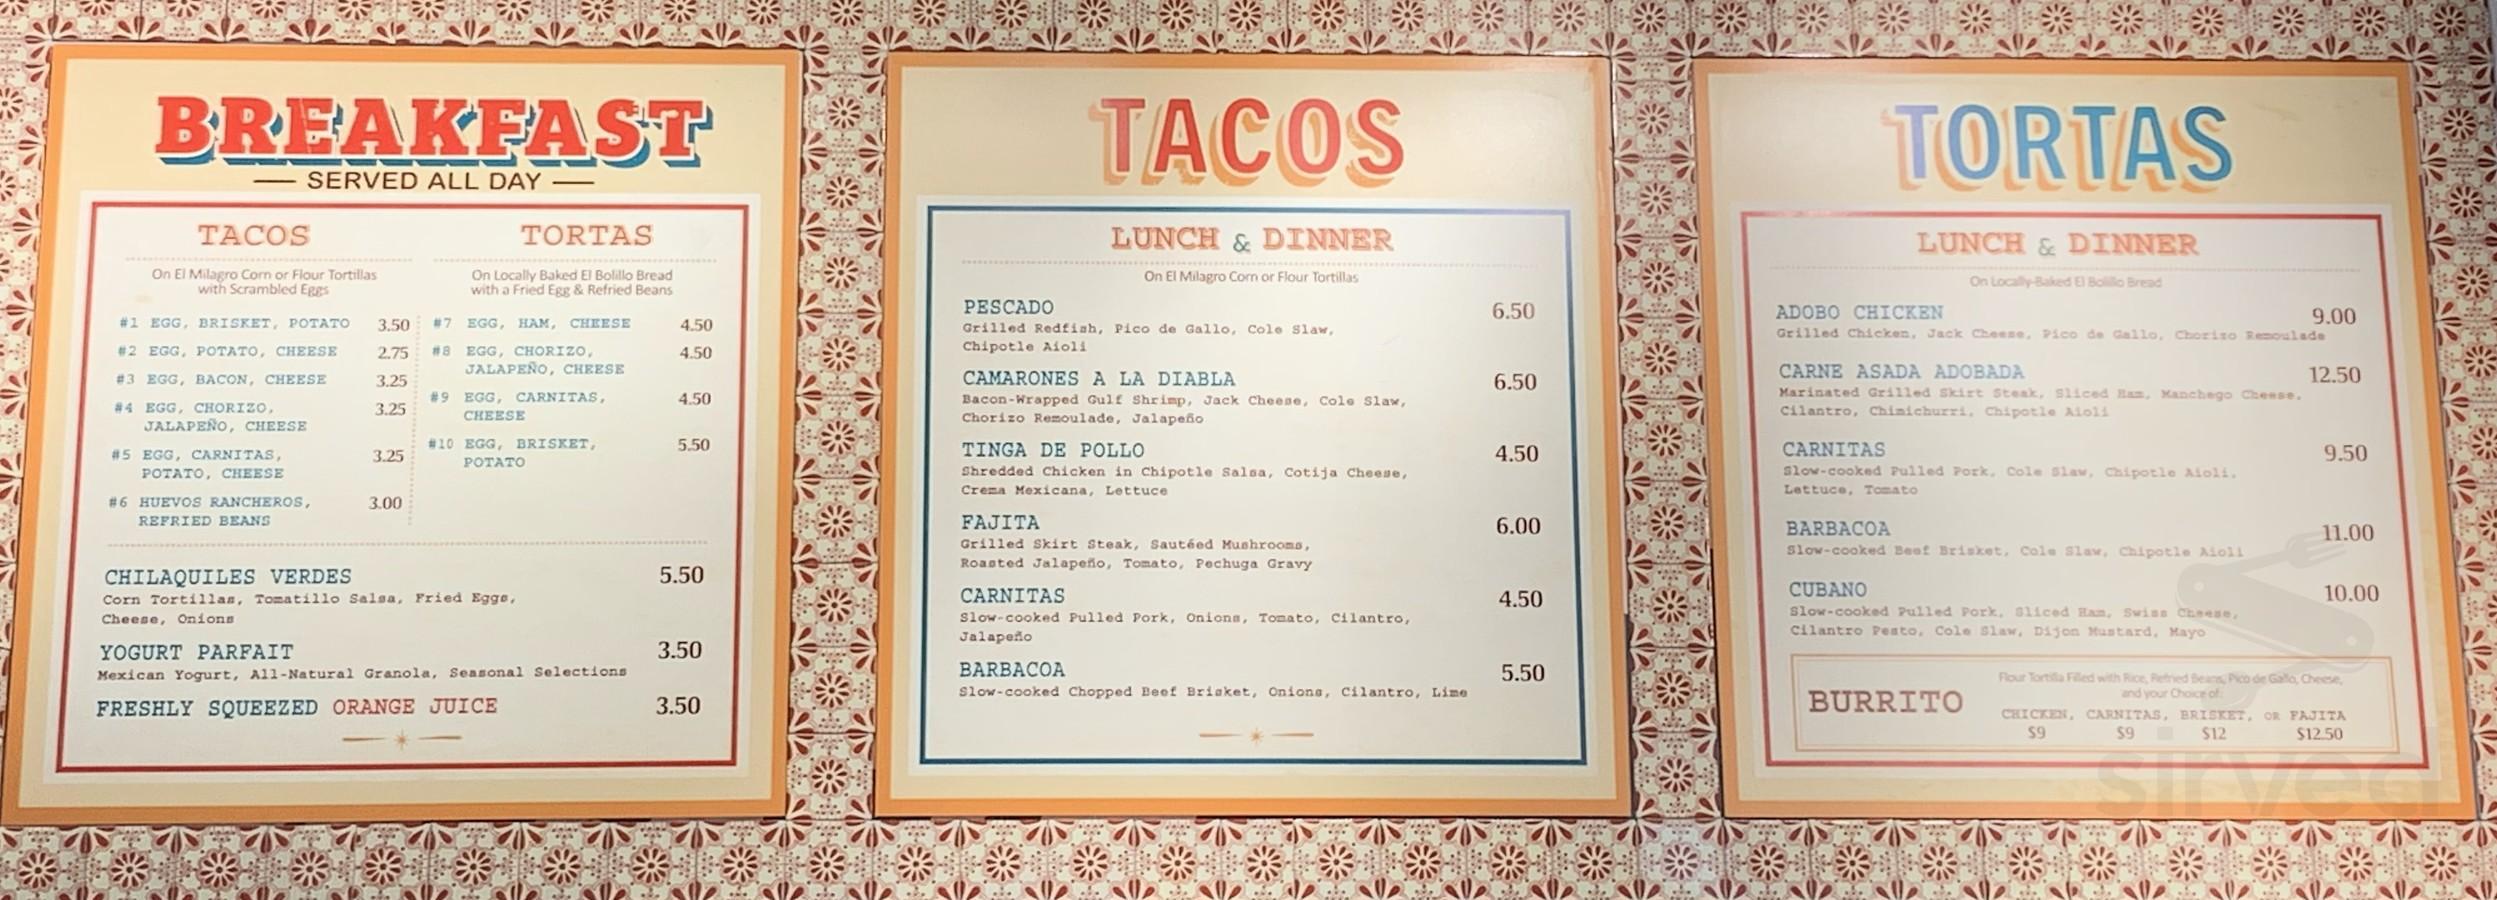 BREAKFAST
SERVED ALL DAY
TACOS
On El Milagro Corn or Flour Tortillas
with Scrambled Eggs
#1 EGG, BRISKET, POTATO 3.50
#2 EGG, POTATO, CHEESE 2.75
#3 EGG, BACON, CHEESE 3.25
#4 EGG, CHORIZO, 3.25
JALAPEÑO, CHEESE
#5 EGG, CARNITAS, 3.25
POTATO, CHEESE
#6 HUEVOS RANCHEROS, 3.00
REFRIED BEANS
TORTAS
On Locally Baked El Bolillo Bread
with a Fried Egg & Refried Beans
#7 EGG, HAM, CHEESE 4.50
#8 EGG, CHORIZO, 4.50
JALAPEÑO, CHEESE
#9 EGG, CARNITAS, 4.50
CHEESE
#10 EGG, BRISKET, 5.50
POTATO
CHILAQUILES VERDES 5.50
Corn Tortillas, Tomatillo Salsa, Fried Eggs,
Cheese, Onions
YOGURT PARFAIT 3.50
Mexican Yogurt, All-Natural Granola, Seasonal Selections
FRESHLY SQUEEZED ORANGE JUICE 3.50
TACOS
LUNCH & DINNER
On El Milagro Corn or Flour Tortillas
PESCADO 6.50
Grilled Redfish, Pico de Gallo, Cole Slaw,
Chipotle Aioli
CAMARONES A LA DIABLA 6.50
Bacon-Wrapped Gulf Shrimp, Jack Cheese, Cole Slaw,
Chorizo Remoulade, Jalapeño
TINGA DE POLLO 4.50
Shredded Chicken in Chipotle Salsa, Cotija Cheese,
Crema Mexicana, Lettuce
FAJITA 6.00
Grilled Skirt Steak, Sautéed Mushrooms,
Roasted Jalapeño, Tomato, Pechuga Gravy
CARNITAS 4.50
Slow-cooked Pulled Pork, Onions, Tomato, Cilantro,
Jalapeño
BARBACOA 5.50
Slow-cooked Chopped Beef Brisket, Onions, Cilantro, Lime
TORTAS
LUNCH & DINNER
On Locally-Baked El Bolillo Bread
ADOBO CHICKEN 9.00
Grilled Chicken, Jack Cheese, Pico de Gallo, Chorizo Remoulade
CARNE ASADA ADOBADA 12.50
Marinated Grilled Skirt Steak, Sliced Ham, Manchego Cheese,
Cilantro, Chimichurri, Chipotle Aioli
CARNITAS 9.50
Slow-cooked Pulled Pork, Cole Slaw, Chipotle Aioli,
Lettuce, Tomato
BARBACOA 11.00
Slow-cooked Beef Brisket, Cole Slaw, Chipotle Aioli
CUBANO 10.00
Slow-cooked Pulled Pork, Sliced Ham, Swiss Cheese,
Cilantro Pesto, Cole Slaw, Dijon Mustard, Mayo
BURRITO
Flour Tortilla Filled with Rice, Refried Beans, Pico de Gallo, Cheese,
and your Choice of:
CHICKEN, CARNITAS, BRISKET, OR FAJITA
$9 $9 $12 $12.50
sirved